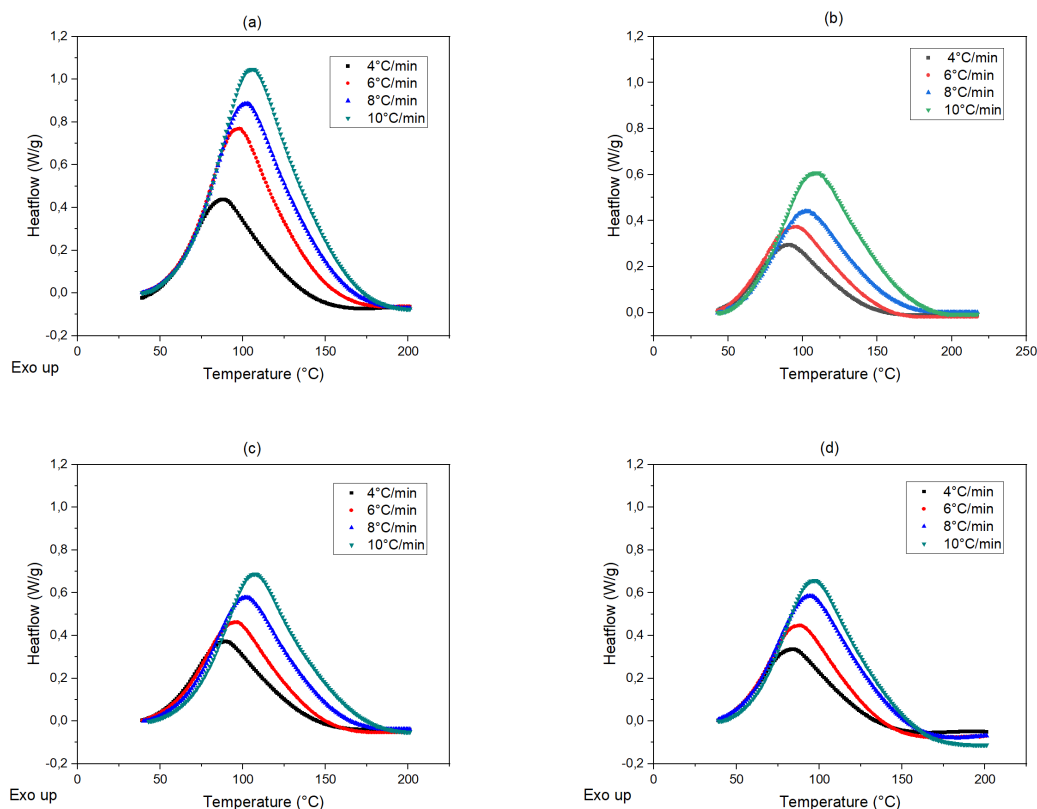 (a)
1,2
1,0
0,8
0,6
0,4
0,2
0,0
-0,2
Heatflow (W/g)
4°C/min
6°C/min
8°C/min
10°C/min
0
50
100
150
200
Temperature (°C)
Exo up
(b)
1,2
1,0
0,8
0,6
0,4
0,2
0,0
Heatflow (W/g)
4°C/min
6°C/min
8°C/min
10°C/min
0
50
100
150
200
250
Temperature (°C)
(c)
1,2
1,0
0,8
0,6
0,4
0,2
0,0
-0,2
Heatflow (W/g)
4°C/min
6°C/min
8°C/min
10°C/min
0
50
100
150
200
Temperature (°C)
Exo up
(d)
1,2
1,0
0,8
0,6
0,4
0,2
0,0
-0,2
Heatflow (W/g)
4°C/min
6°C/min
8°C/min
10°C/min
0
50
100
150
200
Temperature (°C)
Exo up